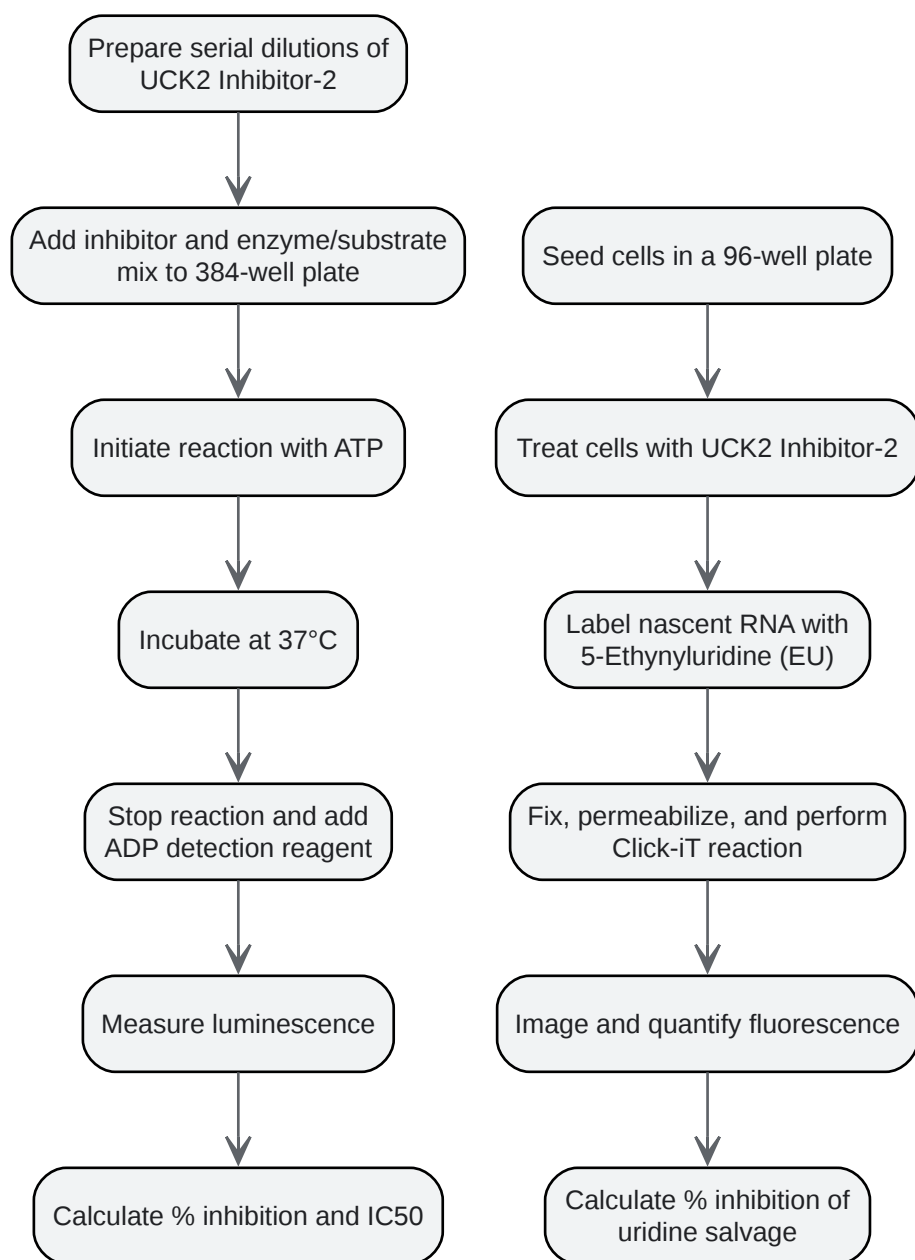 Prepare serial dilutions of
UCK2 Inhibitor-2
Add inhibitor and enzyme/substrate
mix to 384-well plate
Initiate reaction with ATP
Incubate at 37°C
Stop reaction and add
ADP detection reagent
Measure luminescence
Calculate % inhibition and IC50
Seed cells in a 96-well plate
Treat cells with UCK2 Inhibitor-2
Label nascent RNA with
5-Ethynyluridine (EU)
Fix, permeabilize, and perform
Click-iT reaction
Image and quantify fluorescence
Calculate % inhibition of
uridine salvage